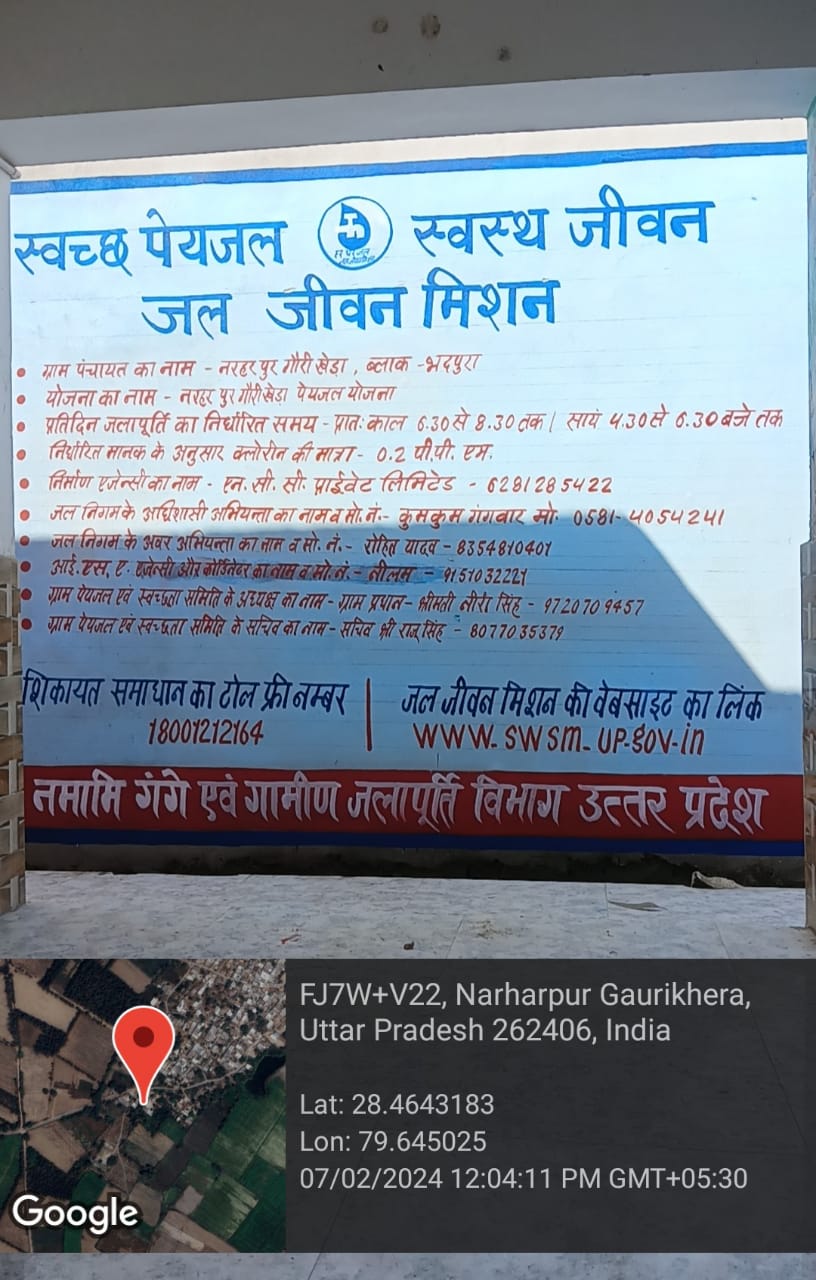 स्वच्छ पेयजल स्वस्थ जीवन
हर घर जल
जल जीवन मिशन
• ग्राम पंचायत का नाम - नरहर पुर गौरी खेड़ा, ब्लाक -भदपुरा
• योजना का नाम - नरहर पुर गौरीखेड़ा पेयजल योजना
• प्रतिदिन जलापूर्ति का निर्धारित समय - प्रातः काल 6.30 से 8.30 तक | सायं 4.30 से 6.30 बजे तक
• निर्धारित मानक के अनुसार क्लोरीन की मात्रा - 0.2 पी.पी. एम.
• निर्माण एजेन्सी का नाम - एन. सी. सी. प्राईवेट लिमिटेड - 6281285422
• जल निगम के अधिशासी अभियन्ता का नाम व मो. नं.- कुमकुम गंगवार मो. 0581-4054241
• जल निगम के अवर अभियन्ता का नाम व मो. नं.- रोहित यादव - 8354810401
• आई. एस. ए. एजेन्सी और कोर्डिनेटर का नाम व मो. नं - नीलम - 9151032221
• ग्राम पेयजल एवं स्वच्छता समिति के अध्यक्ष का नाम - ग्राम प्रधान - श्रीमती सिंह - 9720709457
• ग्राम पेयजल एवं स्वच्छता समिति के सचिव का नाम - सचिव श्री राजू सिंह - 8077035379
शिकायत समाधान का टोल फ्री नम्बर | जल जीवन मिशन की वेबसाइट का लिंक
18001212164 www. swsm. up.gov.in
नमामि गंगे एवं गामीण जलापूर्ति विभाग उत्तर प्रदेश
FJ7W+V22, Narharpur Gaurikhera,
Uttar Pradesh 262406, India
Lat: 28.4643183
Lon: 79.645025
07/02/2024 12:04:11 PM GMT+05:30
Google